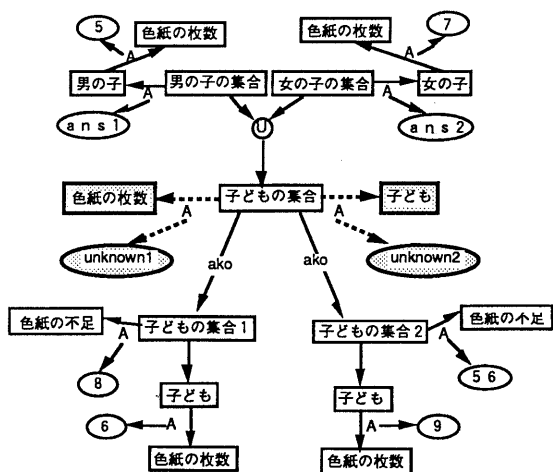 5
色紙の枚数
色紙の枚数
7
A
A
男の子
男の子の集合
女の子の集合
女の子
A
A
ans1
U
ans2
色紙の枚数
子どもの集合
子ども
A
A
unknown1
unknown2
ako
ako
色紙の不足
子どもの集合1
子どもの集合2
色紙の不足
A
A
8
子ども
子ども
56
6
A
A
9
色紙の枚数
色紙の枚数